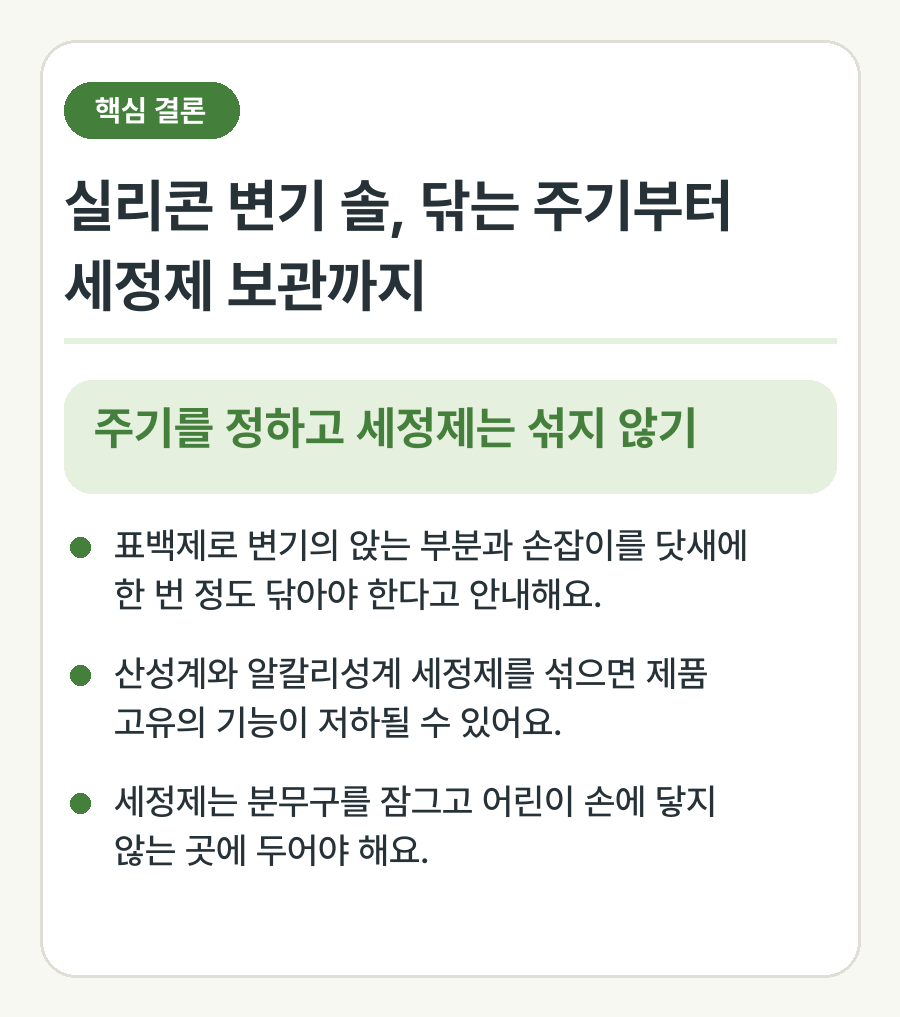 핵심 결론
실리콘 변기 솔, 닦는 주기부터
세정제 보관까지
주기를 정하고 세정제는 섞지 않기
표백제로 변기의 앉는 부분과 손잡이를 닷새에
한 번 정도 닦아야 한다고 안내해요.
산성계와 알칼리성계 세정제를 섞으면 제품
고유의 기능이 저하될 수 있어요.
세정제는 분무구를 잠그고 어린이 손에 닿지
않는 곳에 두어야 해요.